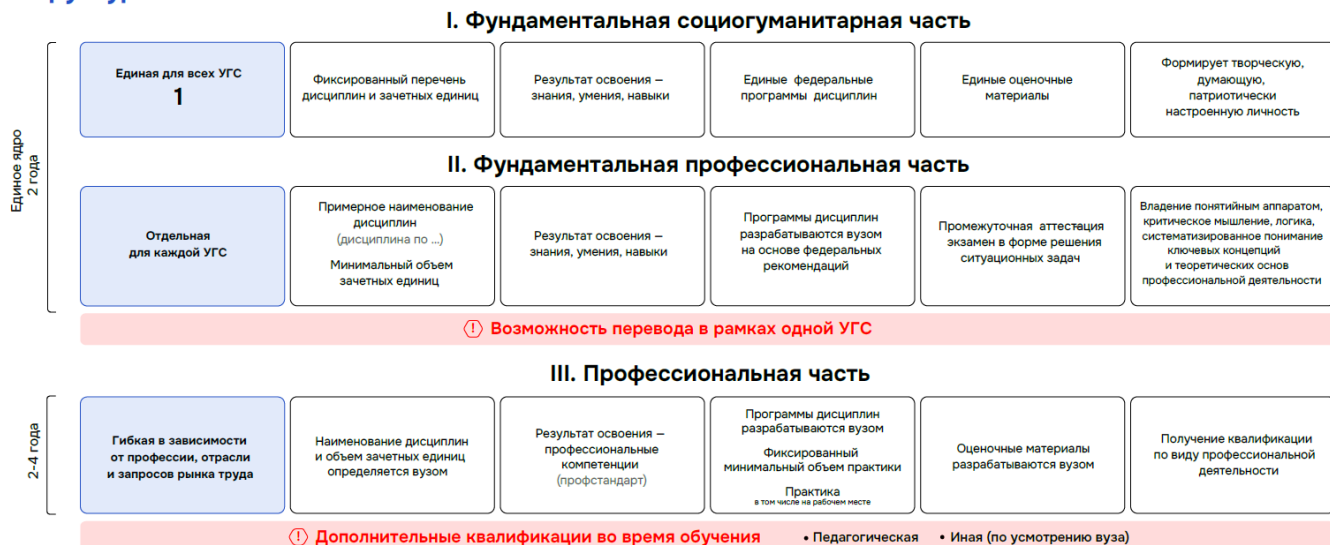 I. Фундаментальная социогуманитарная часть
Единое ядро
2 года
Единая для всех УГС
1
Фиксированный перечень
дисциплин и зачетных единиц
Результат освоения —
знания, умения, навыки
Единые федеральные
программы дисциплин
Единые оценочные
материалы
Формирует творческую,
думающую,
патриотически
настроенную личность
II. Фундаментальная профессиональная часть
Отдельная
для каждой УГС
Примерное наименование
дисциплин
(дисциплина по ...)
Минимальный объем
зачетных единиц
Результат освоения —
знания, умения, навыки
Программы дисциплин
разрабатываются вузом
на основе федеральных
рекомендаций
Промежуточная аттестация
экзамен в форме решения
ситуационных задач
Владение понятийным аппаратом,
критическое мышление, логика,
систематизированное понимание
ключевых концепций
и теоретических основ
профессиональной деятельности
! Возможность перевода в рамках одной УГС
III. Профессиональная часть
2-4 года
Гибкая в зависимости
от профессии, отрасли
и запросов рынка труда
Наименование дисциплин
и объем зачетных единиц
определяется вузом
Результат освоения —
профессиональные
компетенции
(профстандарт)
Программы дисциплин
разрабатываются вузом
Фиксированный
минимальный объем практики
Практика
в том числе на рабочем месте
Оценочные материалы
разрабатываются вузом
Получение квалификации
по виду профессиональной
деятельности
! Дополнительные квалификации во время обучения • Педагогическая • Иная (по усмотрению вуза)